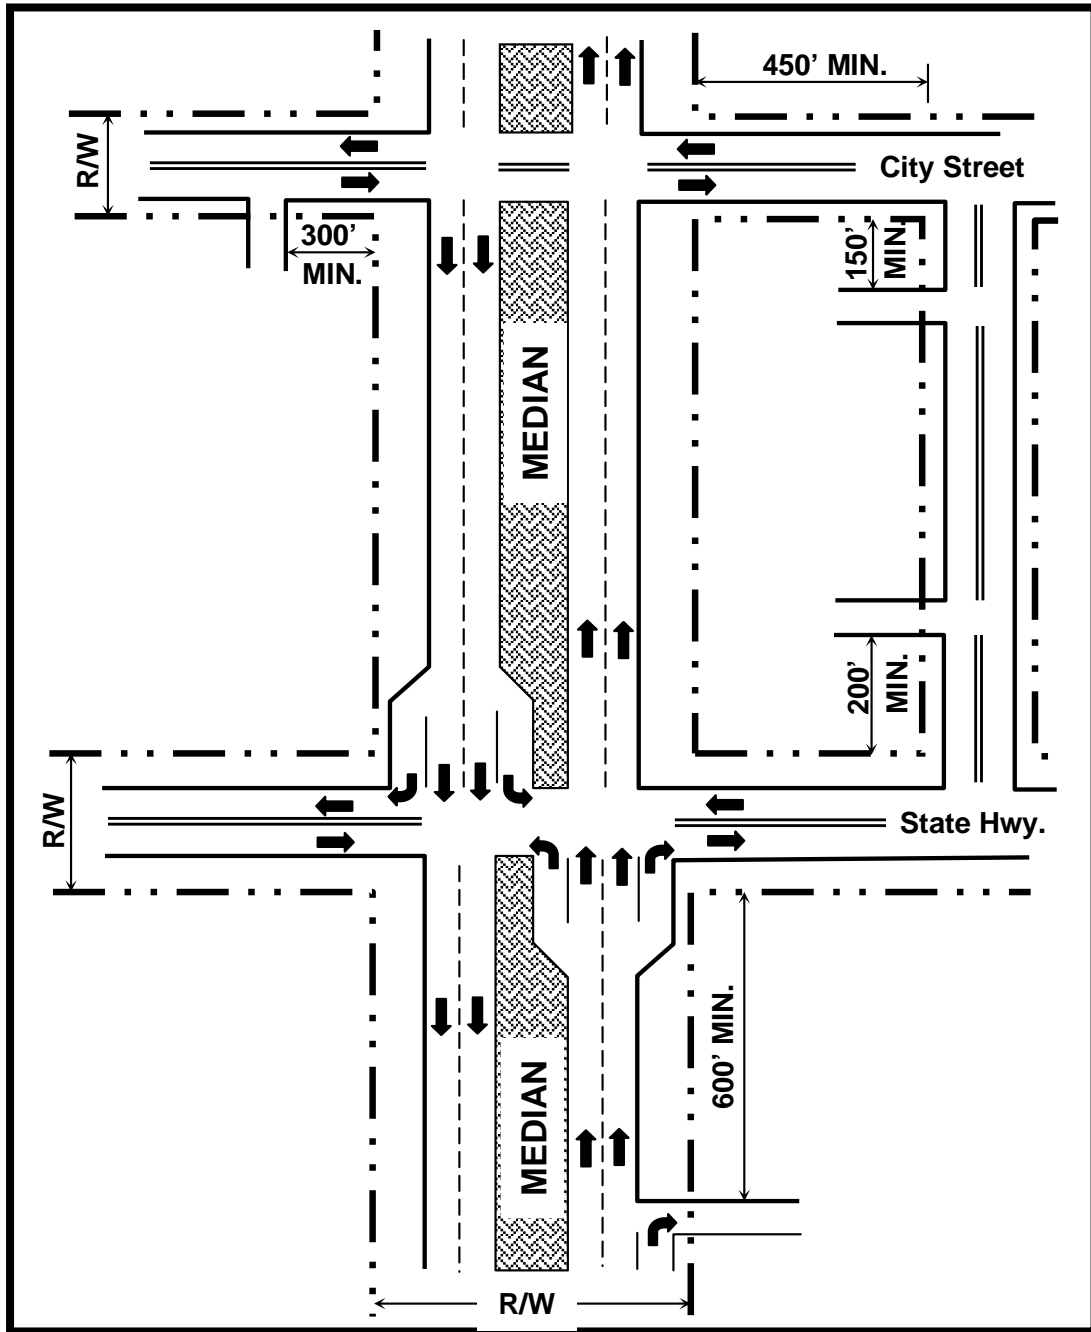 450’ MIN.
R/W
City Street
300’
MIN.
150’
MIN.
MEDIAN
200’
MIN.
R/W
State Hwy.
600’ MIN.
MEDIAN
R/W